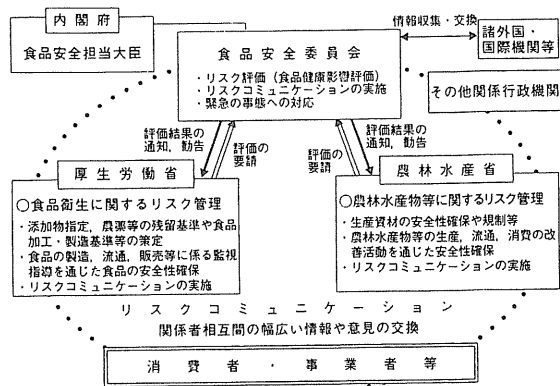 内閣府
食品安全担当大臣
食品安全委員会
・リスク評価（食品健康影響評価）
・リスクコミュニケーションの実施
・緊急の事態への対応
情報収集・交換
諸外国・
国際機関等
その他関係行政機関
評価結果の
通知，勧告
評価の
要請
評価の
要請
評価結果の
通知，勧告
厚生労働省
○食品衛生に関するリスク管理
・添加物指定，農薬等の残留基準や食品
加工・製造基準等の策定
・食品の製造，流通，販売等に係る監視
指導を通じた食品の安全性確保
・リスクコミュニケーションの実施
農林水産省
○農林水産物等に関するリスク管理
・生産資材の安全性確保や規制等
・農林水産物等の生産，流通，消費の改
善活動を通じた安全性確保
・リスクコミュニケーションの実施
リスクコミュニケーション
関係者相互間の幅広い情報や意見の交換
消費者・事業者等